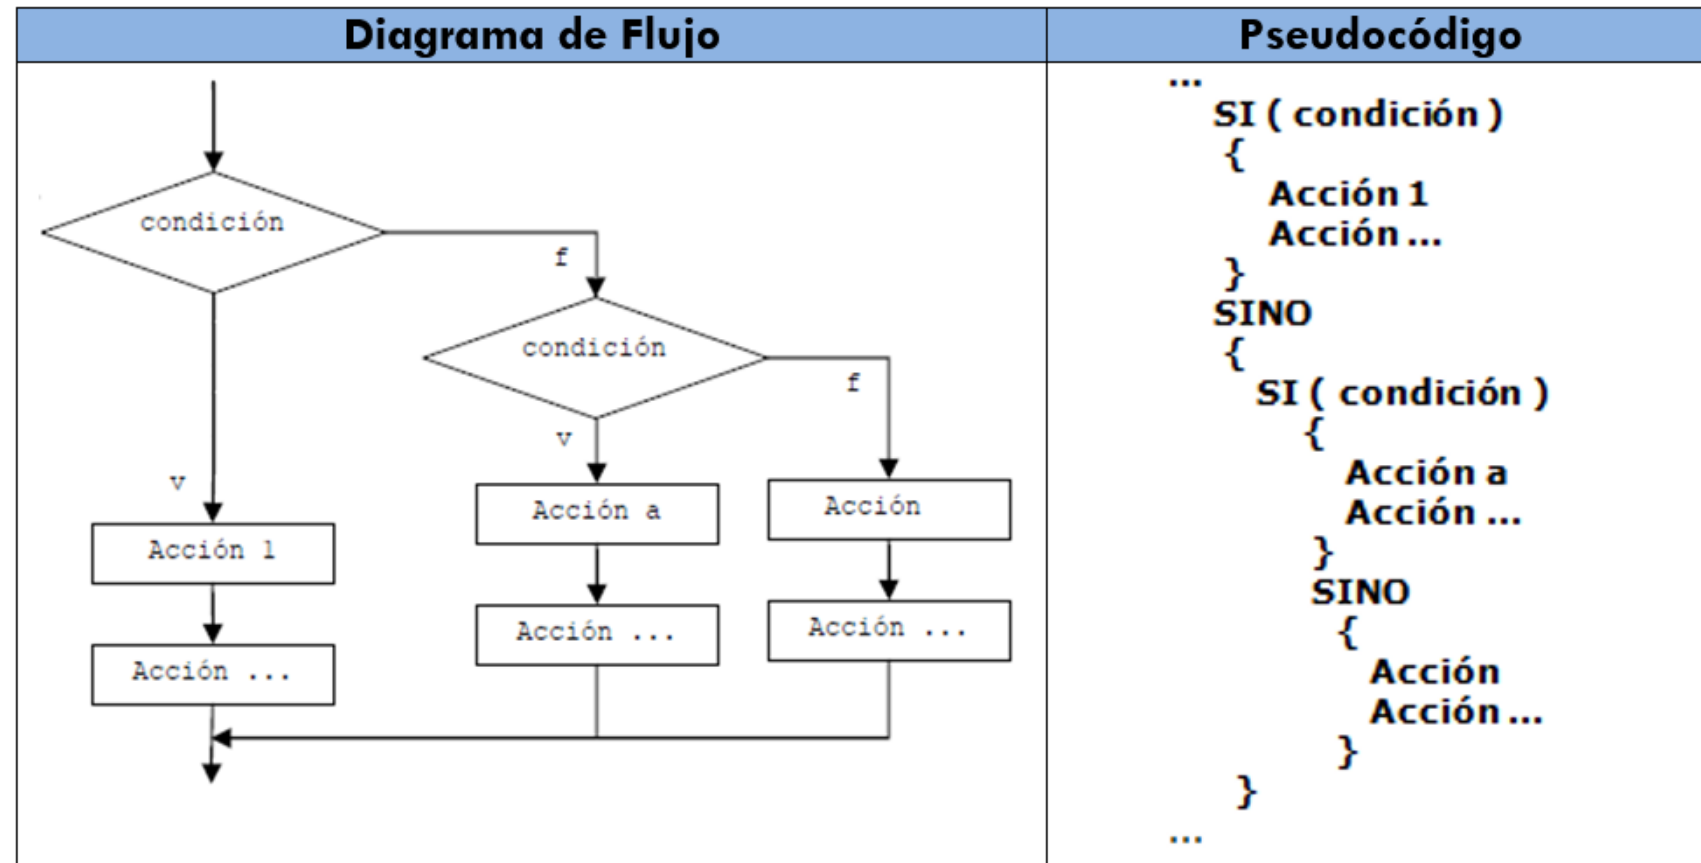 Diagrama de Flujo
condición
f
condición
f
v
v
Acción a
Acción
Acción 1
Acción ...
Acción ...
Acción ...
Pseudocódigo
...
SI ( condición )
{
Acción 1
Acción ...
}
SINO
{
SI ( condición )
{
Acción a
Acción ...
}
SINO
{
Acción
Acción ...
}
}
...